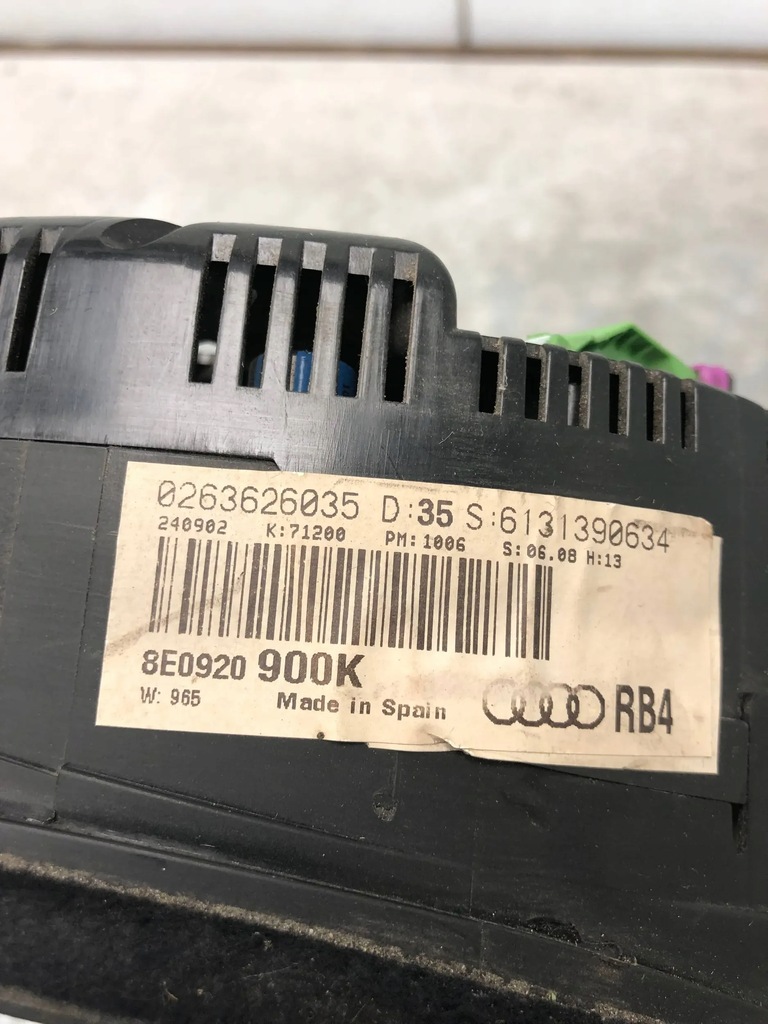 0263626035 D:35 S:6131390634
240902 K:71200 PM:1006 S:06.08 H:13
8E0920 900K
W: 965 Made in Spain RB4